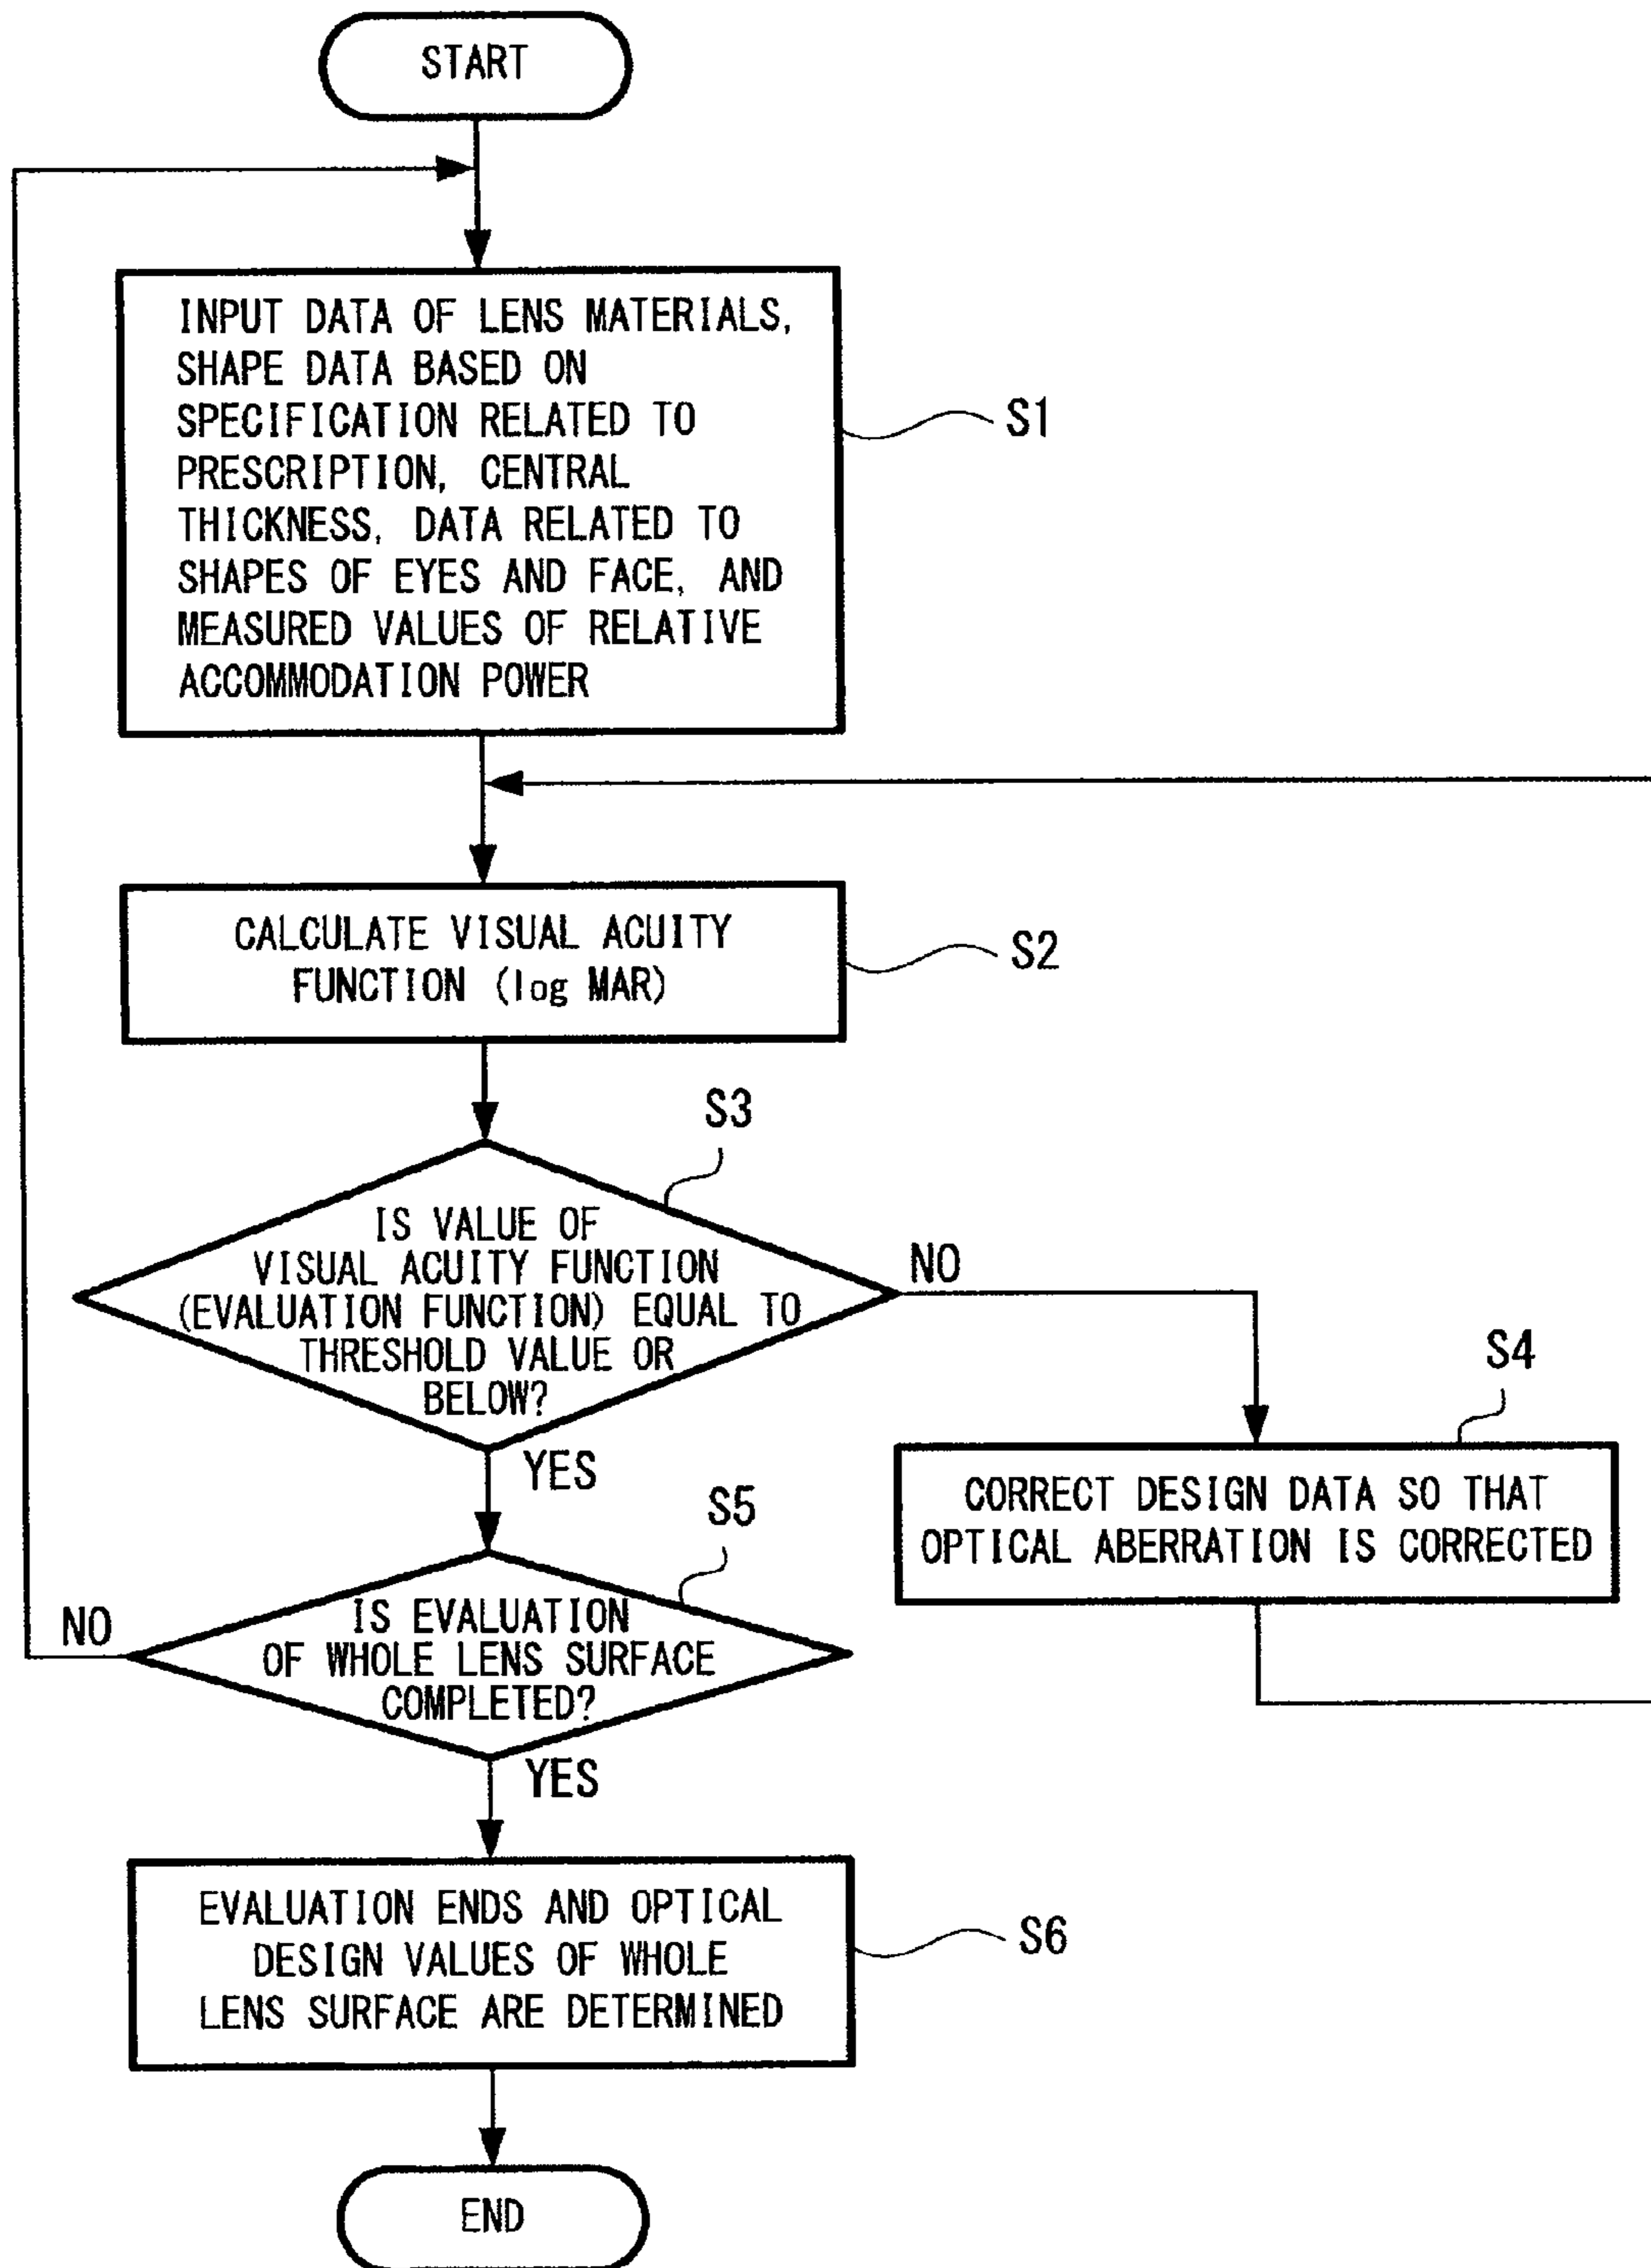 START
INPUT DATA OF LENS MATERIALS,
SHAPE DATA BASED ON
SPECIFICATION RELATED TO
PRESCRIPTION, CENTRAL
THICKNESS, DATA RELATED TO
SHAPES OF EYES AND FACE, AND
MEASURED VALUES OF RELATIVE
ACCOMMODATION POWER
S1
CALCULATE VISUAL ACUITY
FUNCTION (log MAR)
S2
S3
IS VALUE OF
VISUAL ACUITY FUNCTION
(EVALUATION FUNCTION) EQUAL TO
THRESHOLD VALUE OR
BELOW?
NO
YES
S4
CORRECT DESIGN DATA SO THAT
OPTICAL ABERRATION IS CORRECTED
S5
IS EVALUATION
OF WHOLE LENS SURFACE
COMPLETED?
NO
YES
EVALUATION ENDS AND OPTICAL
DESIGN VALUES OF WHOLE
LENS SURFACE ARE DETERMINED
S6
END